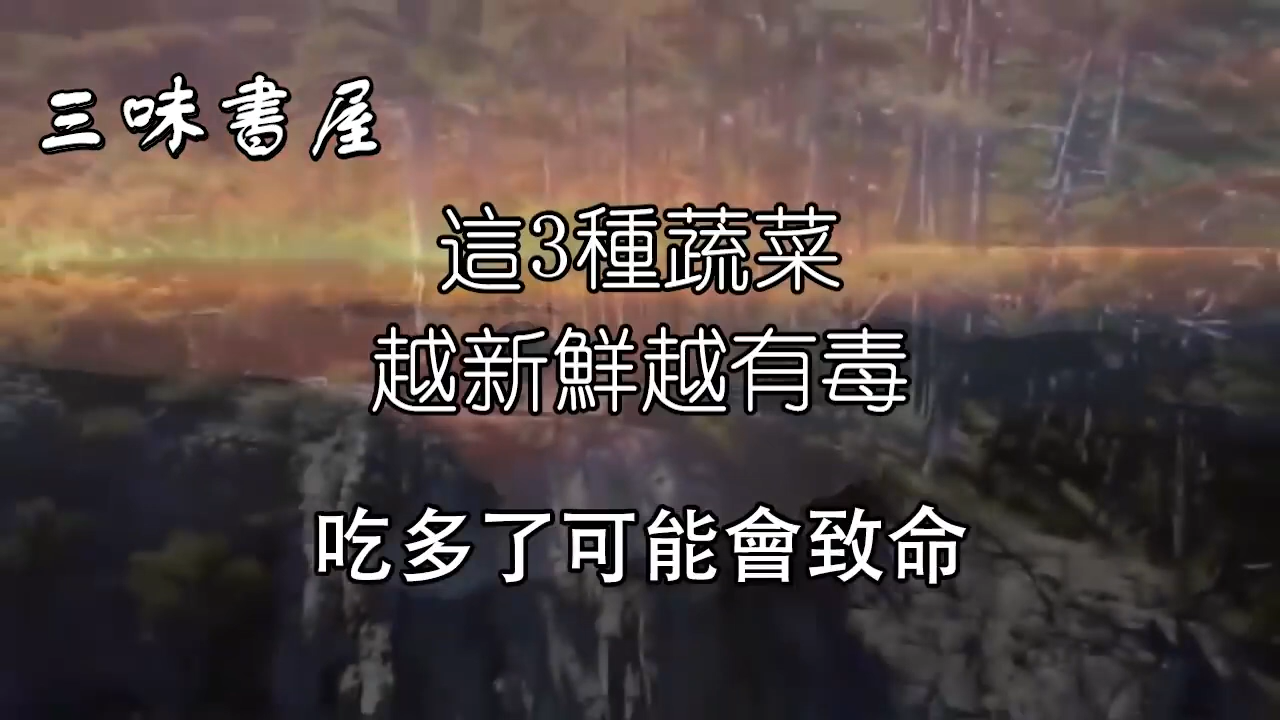 三味書屋
這3種蔬菜
越新鮮越有毒
吃多了可能會致命